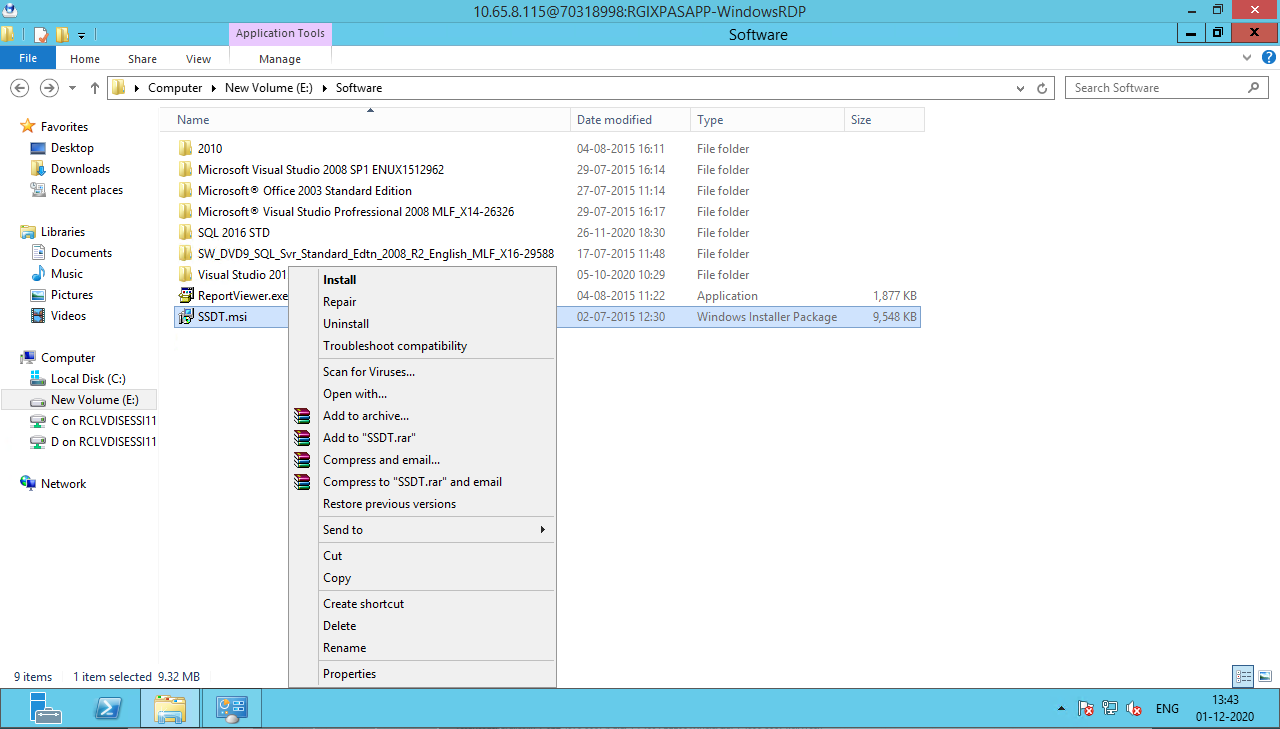 10.65.8.115@70318998:RGIXPASAPP-WindowsRDP
Application Tools
Software
File Home Share View Manage
Computer New Volume (E:) Software
Search Software
Name Date modified Type Size
Favorites
Desktop
Downloads
Recent places
Libraries
Documents
Music
Pictures
Videos
Computer
Local Disk (C:)
New Volume (E:)
C on RCLVDISESSI11
D on RCLVDISESSI11
Network
2010 04-08-2015 16:11 File folder
Microsoft Visual Studio 2008 SP1 ENUX1512962 29-07-2015 16:14 File folder
Microsoft® Office 2003 Standard Edition 27-07-2015 11:14 File folder
Microsoft® Visual Studio Profressional 2008 MLF_X14-26326 29-07-2015 16:17 File folder
SQL 2016 STD 26-11-2020 18:30 File folder
SW_DVD9_SQL_Svr_Standard_Edtn_2008_R2_English_MLF_X16-29588 17-07-2015 11:48 File folder
Visual Studio 201 05-10-2020 10:29 File folder
ReportViewer.exe 04-08-2015 11:22 Application 1,877 KB
SSDT.msi 02-07-2015 12:30 Windows Installer Package 9,548 KB
Install
Repair
Uninstall
Troubleshoot compatibility
Scan for Viruses...
Open with...
Add to archive...
Add to "SSDT.rar"
Compress and email...
Compress to "SSDT.rar" and email
Restore previous versions
Send to
Cut
Copy
Create shortcut
Delete
Rename
Properties
9 items 1 item selected 9.32 MB
ENG
13:43
01-12-2020